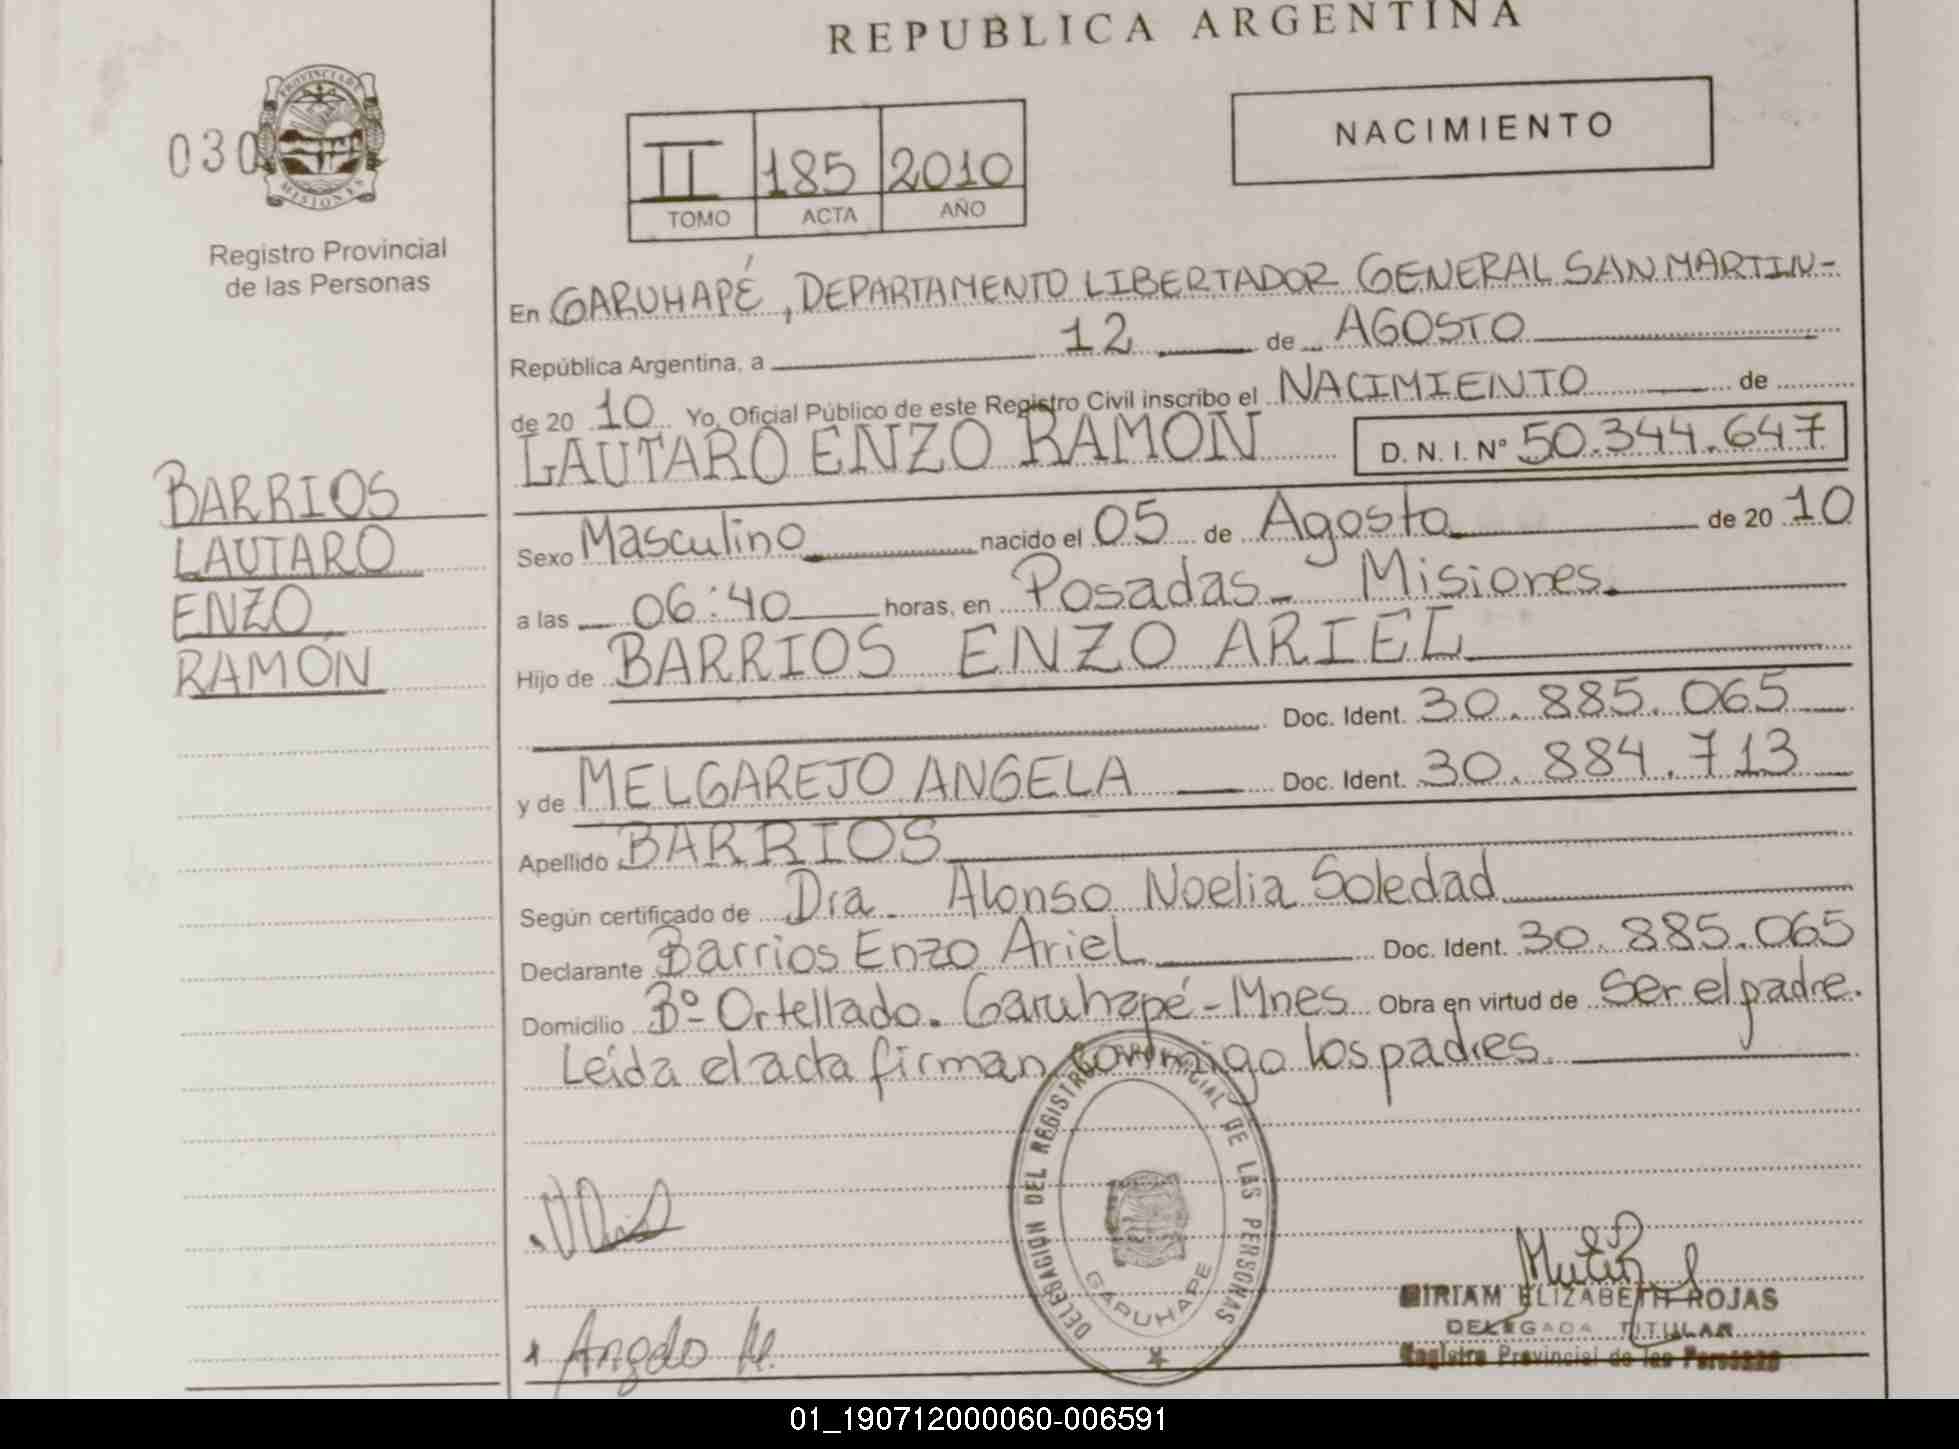 REPUBLICA ARGENTINA
PROVINCIA DE
MISIONES
030
Registro Provincial
de las Personas
II 185 2010
TOMO ACTA AÑO
NACIMIENTO
En GARUHAPÉ, DEPARTAMENTO LIBERTADOR GENERAL SAN MARTIN-
República Argentina, a 12 de AGOSTO
de 20 10 Yo, Oficial Público de este Registro Civil inscribo el NACIMIENTO de
LAUTARO ENZO RAMON D. N. I. Nº 50.344.647
BARRIOS
LAUTARO
ENZO
RAMÓN
Sexo Masculino nacido el 05 de Agosto de 20 10
a las 06:40 horas, en Posadas - Misiones.
Hijo de BARRIOS ENZO ARIEL
Doc. Ident. 30.885.065
y de MELGAREJO ANGELA Doc. Ident. 30.884.713
Apellido BARRIOS
Según certificado de Dra. Alonso Noelia Soledad
Declarante Barrios Enzo Ariel Doc. Ident. 30.885.065
Domicilio Bº Ortellado. Garuhapé - Mnes Obra en virtud de Ser el padre.
Leída el acta firman conmigo los padres.
DELEGACION DEL REGISTRO PROVINCIAL DE LAS PERSONAS
GARUHAPE
MIRIAM ELIZABETH ROJAS
DELEGADA TITULAR
Registro Provincial de las Personas
01_190712000060-006591